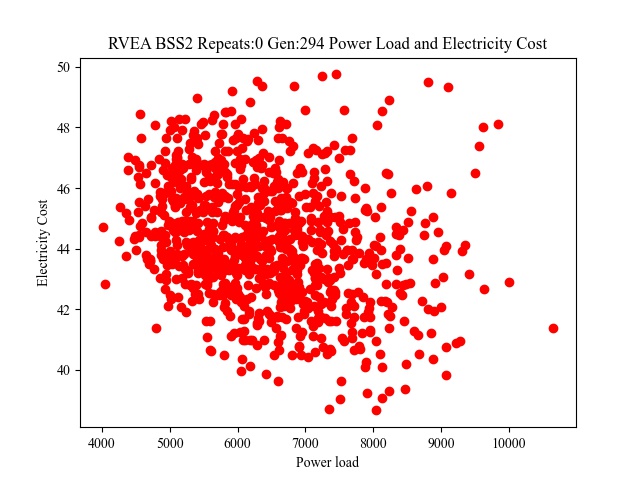 RVEA BSS2 Repeats:0 Gen:294 Power Load and Electricity Cost
50
48
46
44
42
40
Electricity Cost
4000 5000 6000 7000 8000 9000 10000
Power load